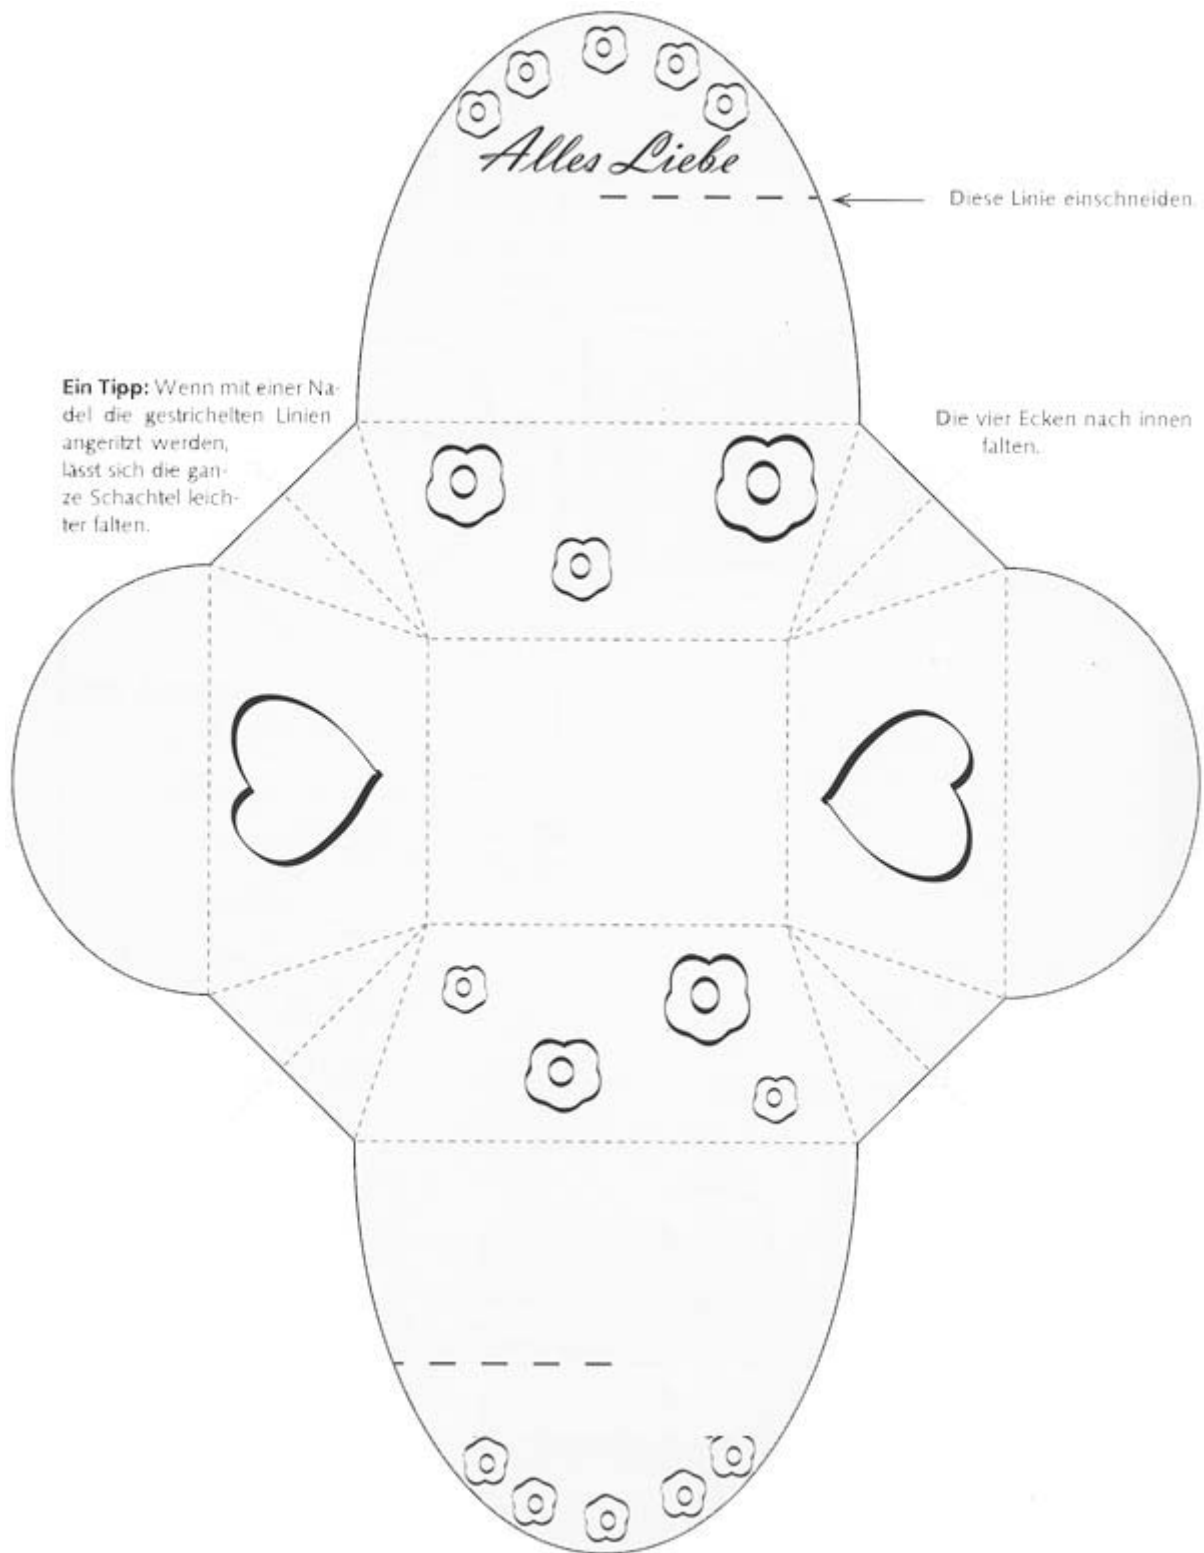 Alles Liebe
Diese Linie einschneiden.
Ein Tipp: Wenn mit einer Na-
del die gestrichelten Linien
angeritzt werden,
lässt sich die gan-
ze Schachtel leich-
ter falten.
Die vier Ecken nach innen
falten.